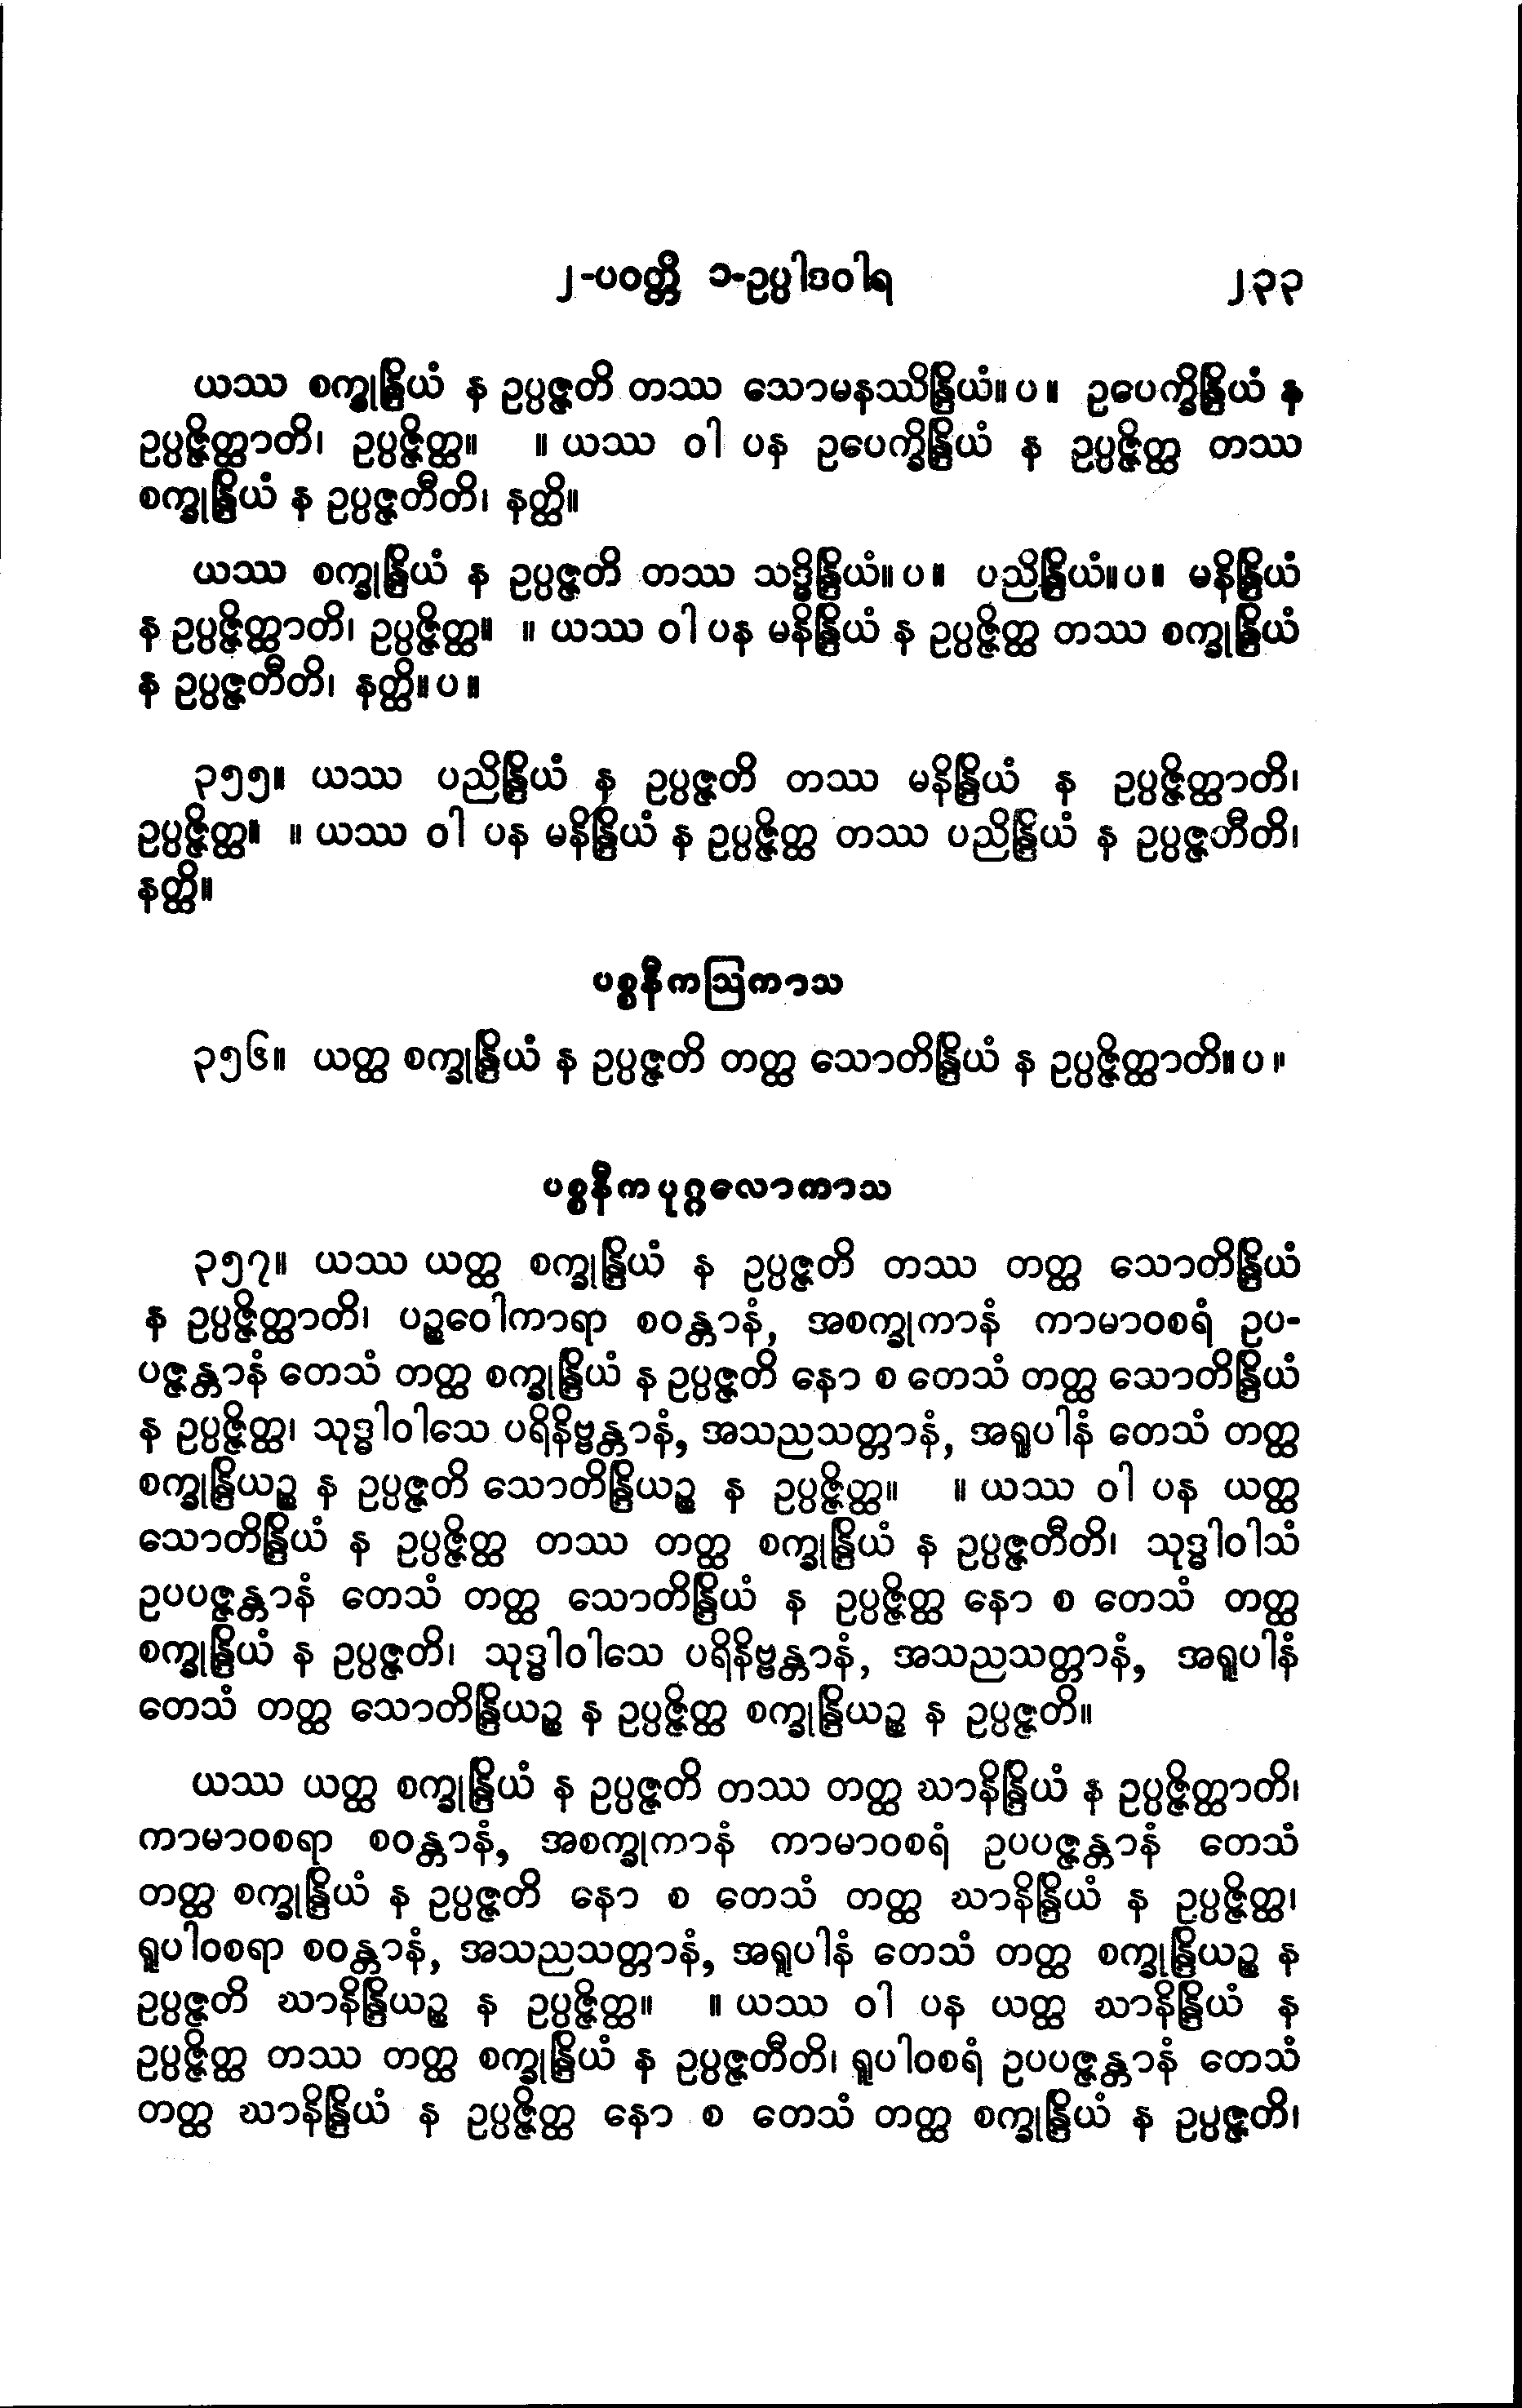 ၂-ပဝတ္တိ ၁-ဥပ္ပါဒဝါရ ၂၃၃
ယဿ စက္ခုန္ဒြိယံ န ဥပ္ပဇ္ဇတိ တဿ သောမနဿိန္ဒြိယံ။ ပ ။ ဥပေက္ခိန္ဒြိယံ န
ဥပ္ပဇ္ဇိတ္ထာတိ၊ ဥပ္ပဇ္ဇိတ္ထ။ ။ ယဿ ဝါ ပန ဥပေက္ခိန္ဒြိယံ န ဥပ္ပဇ္ဇိတ္ထ တဿ
စက္ခုန္ဒြိယံ န ဥပ္ပဇ္ဇတီတိ၊ နတ္ထိ။
ယဿ စက္ခုန္ဒြိယံ န ဥပ္ပဇ္ဇတိ တဿ သဒ္ဓိန္ဒြိယံ။ ပ ။ ပညိန္ဒြိယံ။ ပ ။ မနိန္ဒြိယံ
န ဥပ္ပဇ္ဇိတ္ထာတိ၊ ဥပ္ပဇ္ဇိတ္ထ။ ။ ယဿ ဝါ ပန မနိန္ဒြိယံ န ဥပ္ပဇ္ဇိတ္ထ တဿ စက္ခုန္ဒြိယံ
န ဥပ္ပဇ္ဇတီတိ၊ နတ္ထိ။ ပ ။
၃၅၅။ ယဿ ပညိန္ဒြိယံ န ဥပ္ပဇ္ဇတိ တဿ မနိန္ဒြိယံ န ဥပ္ပဇ္ဇိတ္ထာတိ၊
ဥပ္ပဇ္ဇိတ္ထ။ ။ ယဿ ဝါ ပန မနိန္ဒြိယံ န ဥပ္ပဇ္ဇိတ္ထ တဿ ပညိန္ဒြိယံ န ဥပ္ပဇ္ဇတီတိ၊
နတ္ထိ။
ပစ္စနီကဩကာသ
၃၅၆။ ယတ္ထ စက္ခုန္ဒြိယံ န ဥပ္ပဇ္ဇတိ တတ္ထ သောတိန္ဒြိယံ န ဥပ္ပဇ္ဇိတ္ထာတိ။ ပ ။
ပစ္စနီကပုဂ္ဂလောကာသ
၃၅၇။ ယဿ ယတ္ထ စက္ခုန္ဒြိယံ န ဥပ္ပဇ္ဇတိ တဿ တတ္ထ သောတိန္ဒြိယံ
န ဥပ္ပဇ္ဇိတ္ထာတိ၊ ပဉ္စဝေါကာရာ စဝန္တာနံ, အစက္ခုကာနံ ကာမာဝစရံ ဥပ-
ပဇ္ဇန္တာနံ တေသံ တတ္ထ စက္ခုန္ဒြိယံ န ဥပ္ပဇ္ဇတိ နော စ တေသံ တတ္ထ သောတိန္ဒြိယံ
န ဥပ္ပဇ္ဇိတ္ထ၊ သုဒ္ဓါဝါသေ ပရိနိဗ္ဗန္တာနံ, အသညသတ္တာနံ, အရူပါနံ တေသံ တတ္ထ
စက္ခုန္ဒြိယဉ္စ န ဥပ္ပဇ္ဇတိ သောတိန္ဒြိယဉ္စ န ဥပ္ပဇ္ဇိတ္ထ။ ။ ယဿ ဝါ ပန ယတ္ထ
သောတိန္ဒြိယံ န ဥပ္ပဇ္ဇိတ္ထ တဿ တတ္ထ စက္ခုန္ဒြိယံ န ဥပ္ပဇ္ဇတီတိ၊ သုဒ္ဓါဝါသံ
ဥပပဇ္ဇန္တာနံ တေသံ တတ္ထ သောတိန္ဒြိယံ န ဥပ္ပဇ္ဇိတ္ထ နော စ တေသံ တတ္ထ
စက္ခုန္ဒြိယံ န ဥပ္ပဇ္ဇတိ၊ သုဒ္ဓါဝါသေ ပရိနိဗ္ဗန္တာနံ, အသညသတ္တာနံ, အရူပါနံ
တေသံ တတ္ထ သောတိန္ဒြိယဉ္စ န ဥပ္ပဇ္ဇိတ္ထ စက္ခုန္ဒြိယဉ္စ န ဥပ္ပဇ္ဇတိ။
ယဿ ယတ္ထ စက္ခုန္ဒြိယံ န ဥပ္ပဇ္ဇတိ တဿ တတ္ထ ဃာနိန္ဒြိယံ န ဥပ္ပဇ္ဇိတ္ထာတိ၊
ကာမာဝစရာ စဝန္တာနံ, အစက္ခုကာနံ ကာမာဝစရံ ဥပပဇ္ဇန္တာနံ တေသံ
တတ္ထ စက္ခုန္ဒြိယံ န ဥပ္ပဇ္ဇတိ နော စ တေသံ တတ္ထ ဃာနိန္ဒြိယံ န ဥပ္ပဇ္ဇိတ္ထ၊
ရူပါဝစရာ စဝန္တာနံ, အသညသတ္တာနံ, အရူပါနံ တေသံ တတ္ထ စက္ခုန္ဒြိယဉ္စ န
ဥပ္ပဇ္ဇတိ ဃာနိန္ဒြိယဉ္စ န ဥပ္ပဇ္ဇိတ္ထ။ ။ ယဿ ဝါ ပန ယတ္ထ ဃာနိန္ဒြိယံ န
ဥပ္ပဇ္ဇိတ္ထ တဿ တတ္ထ စက္ခုန္ဒြိယံ န ဥပ္ပဇ္ဇတီတိ၊ ရူပါဝစရံ ဥပပဇ္ဇန္တာနံ တေသံ
တတ္ထ ဃာနိန္ဒြိယံ န ဥပ္ပဇ္ဇိတ္ထ နော စ တေသံ တတ္ထ စက္ခုန္ဒြိယံ န ဥပ္ပဇ္ဇတိ၊